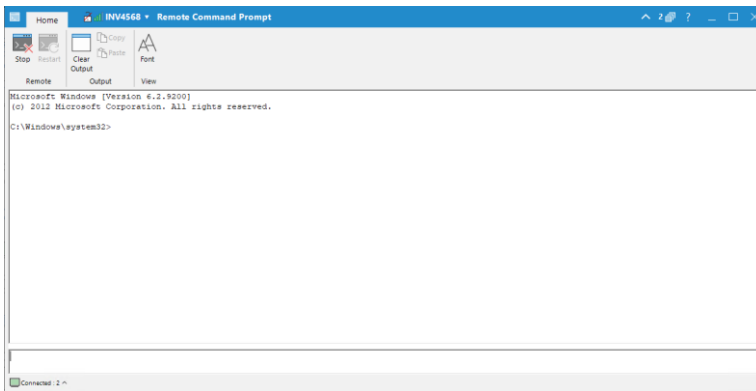 Home
INV4568 Remote Command Prompt
2
?
Copy
Paste
Stop
Restart
Clear
Output
Font
Remote
Output
View
Microsoft Windows [Version 6.2.9200]
(c) 2012 Microsoft Corporation. All rights reserved.
C:\Windows\system32>
Connected : 2